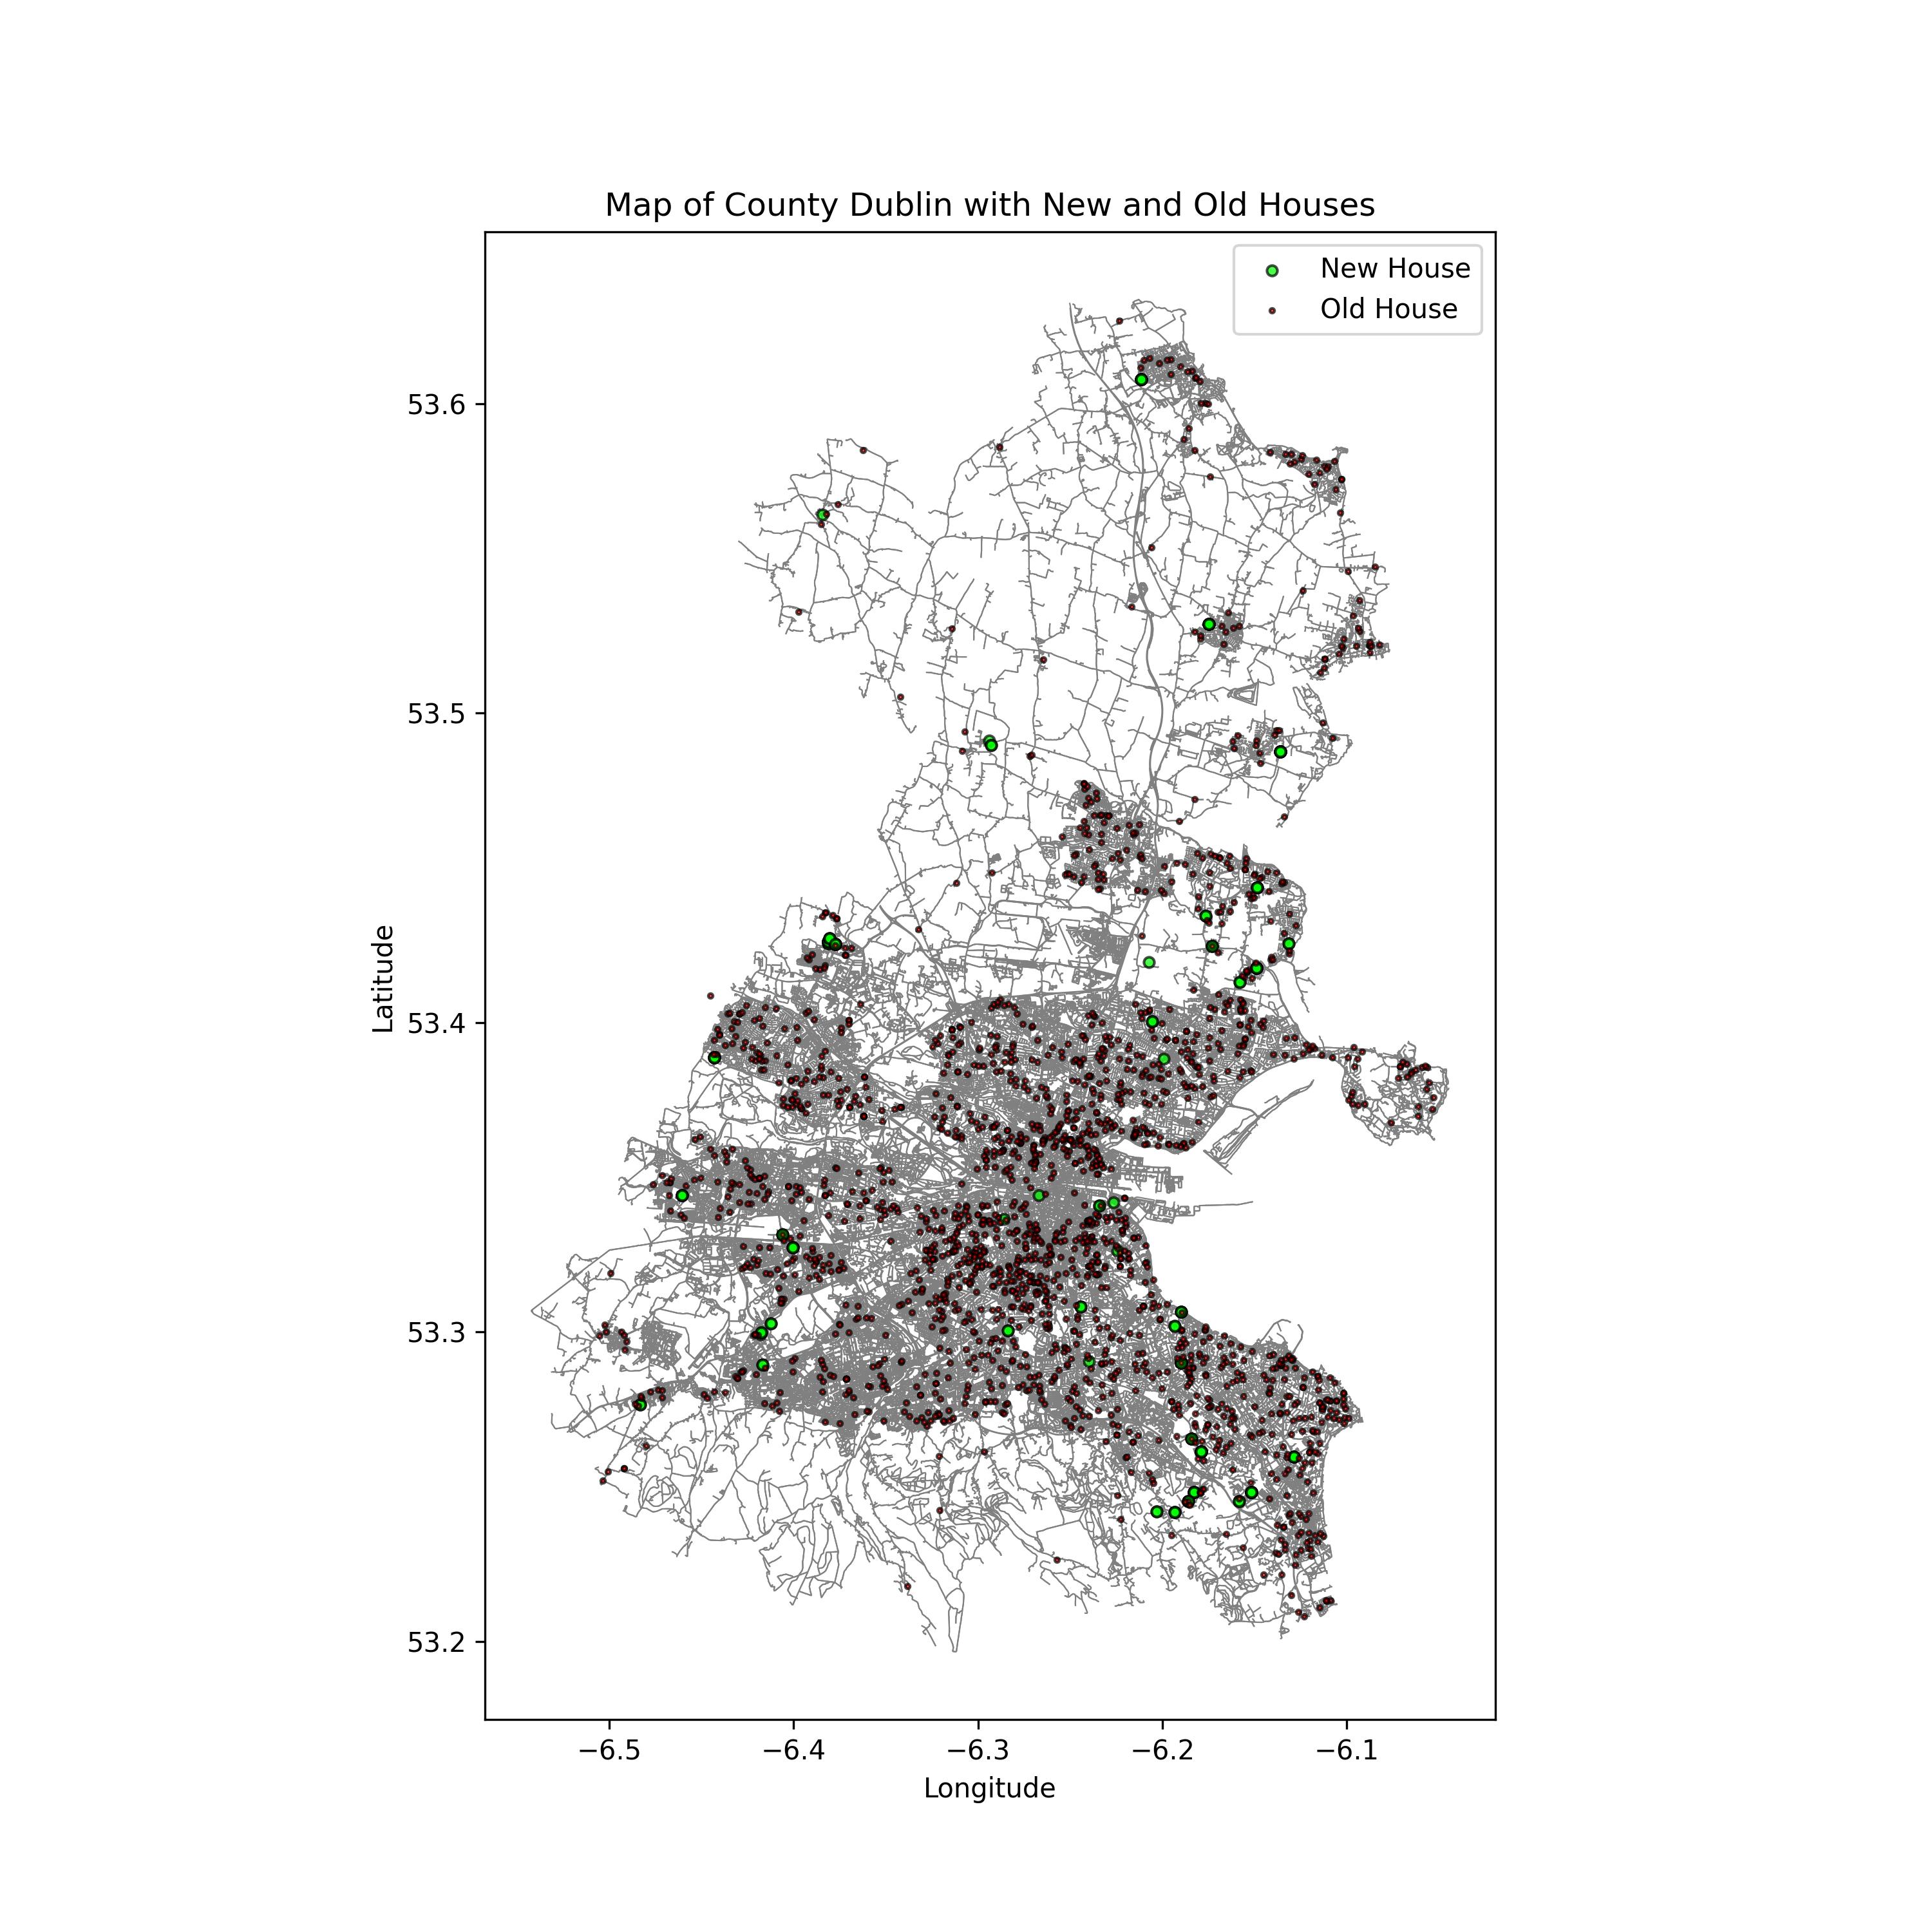 Map of County Dublin with New and Old Houses
New House
Old House
53.6
53.5
53.4
53.3
53.2
Latitude
−6.5
−6.4
−6.3
−6.2
−6.1
Longitude